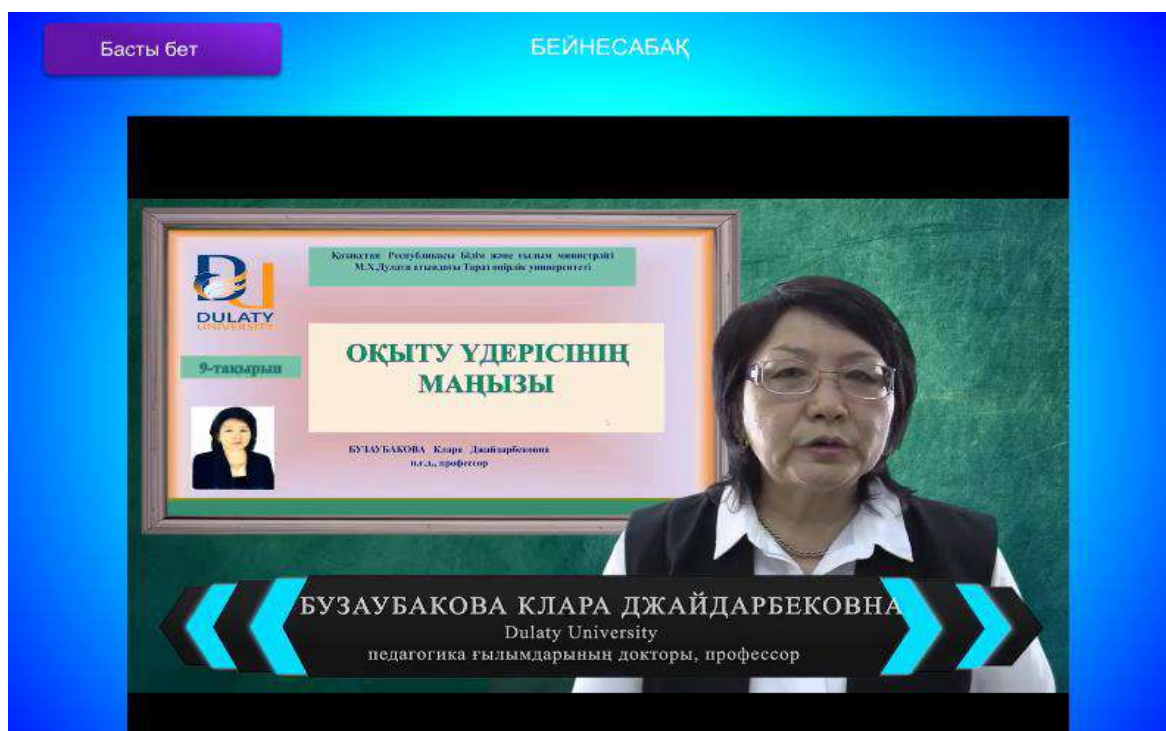 Басты бет
БЕЙНЕСАБАҚ
Қазақстан Республикасы Білім және ғылым министрлігі
М.Х.Дулати атындағы Тараз өңірлік университеті
DULATY
UNIVERSITY
9-тақырып
ОҚЫТУ ҮДЕРІСІНІҢ
МАҢЫЗЫ
БУЗАУБАКОВА Клара Джайдарбековна
п.ғ.д., профессор
БУЗАУБАКОВА КЛАРА ДЖАЙДАРБЕКОВНА
Dulaty University
педагогика ғылымдарының докторы, профессор